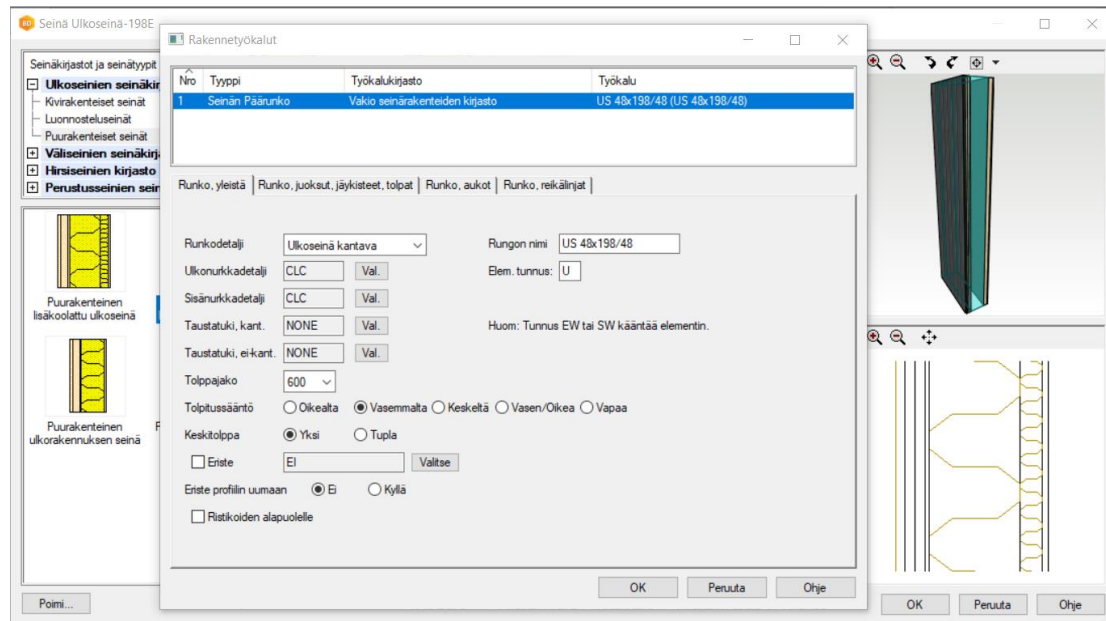 BD Seinä Ulkoseinä-198E
Seinäkirjastot ja seinätyypit
Ulkoseinien seinäkir
Kivirakenteiset seinät
Luonnosteluseinät
Puurakenteiset seinät
Väliseinien seinäkirja
Hirsiseinien kirjasto
Perustusseinien sein
Puurakenteinen
lisäkoolattu ulkoseinä
Puurakenteinen
ulkorakennuksen seinä
Poimi...
Rakennetyökalut
Nro Tyyppi Työkalukirjasto Työkalu
1 Seinän Päärunko Vakio seinärakenteiden kirjasto US 48x198/48 (US 48x198/48)
Runko, yleistä Runko, juoksut, jäykisteet, tolpat Runko, aukot Runko, reikälinjat
Runkodetalji Ulkoseinä kantava Rungon nimi US 48x198/48
Ulkonurkkadetalji CLC Val. Elem. tunnus: U
Sisänurkkadetalji CLC Val.
Taustatuki, kant. NONE Val. Huom: Tunnus EW tai SW kääntää elementin.
Taustatuki, ei-kant. NONE Val.
Tolppajako 600
Tolpitussääntö Oikealta Vasemmalta Keskeltä Vasen/Oikea Vapaa
Keskitolppa Yksi Tupla
Eriste EI Valitse
Eriste profiilin uumaan Ei Kyllä
Ristikoiden alapuolelle
OK Peruuta Ohje
OK Peruuta Ohje